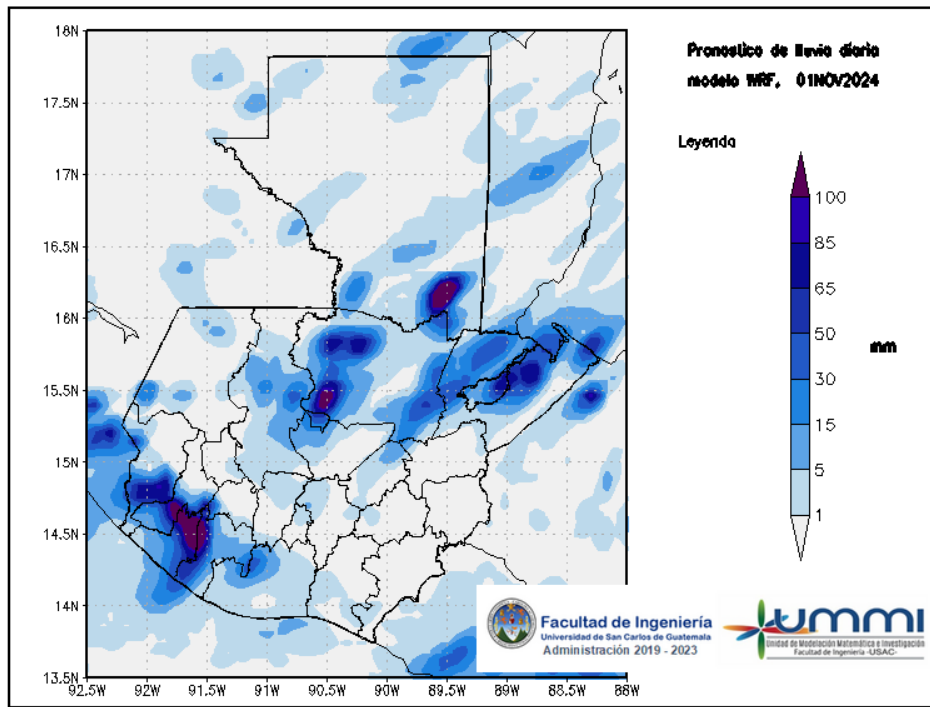 Pronostico de lluvia diaria
modelo WRF, 01NOV2024
Leyenda
100
85
65
50
30
15
5
1
mm
18N
17.5N
17N
16.5N
16N
15.5N
15N
14.5N
14N
13.5N
92.5W
92W
91.5W
91W
90.5W
90W
89.5W
89W
88.5W
88W
Facultad de Ingeniería
Universidad de San Carlos de Guatemala
Administración 2019 - 2023
UMMI
Unidad de Modelación Matemática e Investigación
Facultad de Ingeniería -USAC-